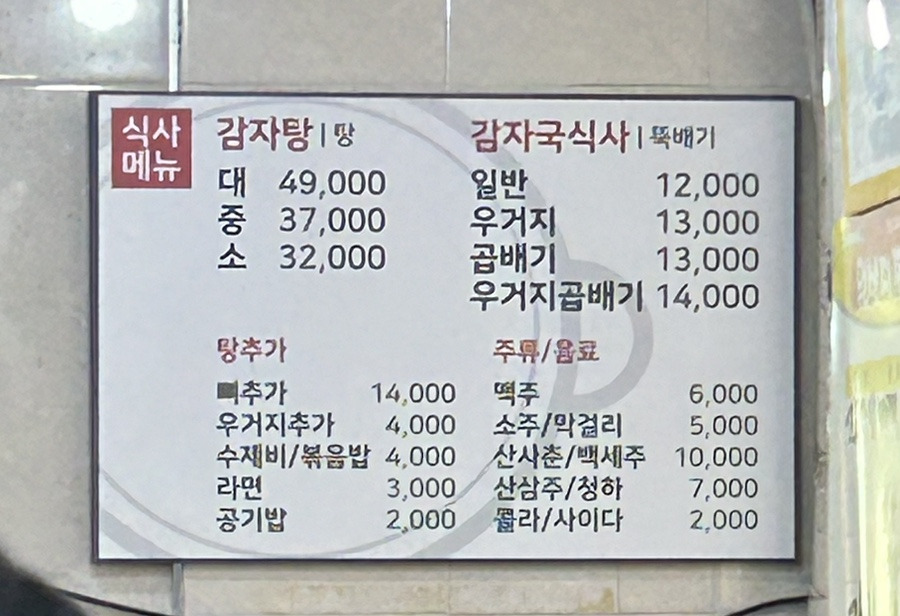 식사
메뉴
감자탕 | 탕
대 49,000
중 37,000
소 32,000
감자국식사 | 뚝배기
일반 12,000
우거지 13,000
곱배기 13,000
우거지곱배기 14,000
탕추가
뼈추가 14,000
우거지추가 4,000
수재비/볶음밥 4,000
라면 3,000
공기밥 2,000
주류/음료
맥주 6,000
소주/막걸리 5,000
산사춘/백세주 10,000
산삼주/청하 7,000
콜라/사이다 2,000